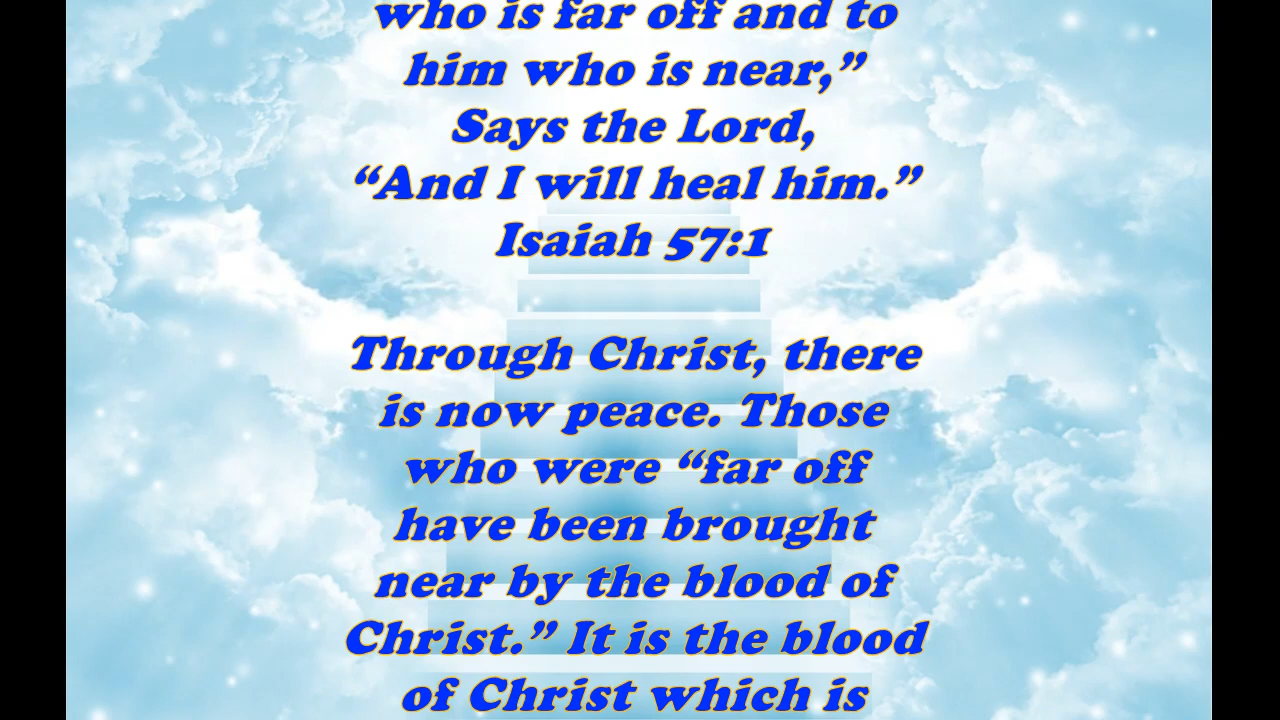 who is far off and to
him who is near,”
Says the Lord,
“And I will heal him.”
Isaiah 57:1
Through Christ, there
is now peace. Those
who were “far off
have been brought
near by the blood of
Christ.” It is the blood
of Christ which is